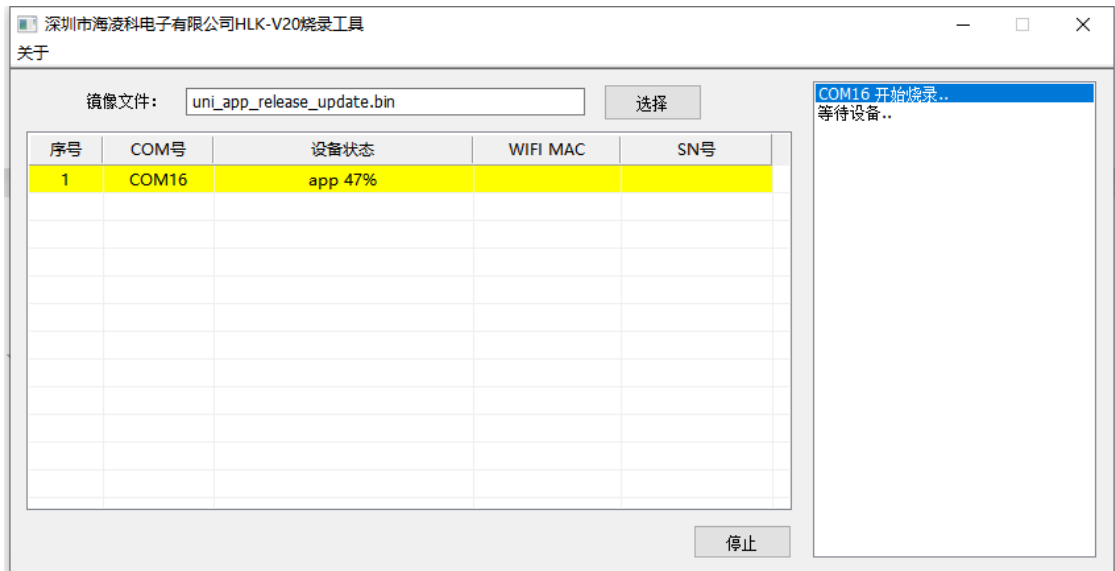 深圳市海凌科电子有限公司HLK-V20烧录工具
关于
镜像文件： uni_app_release_update.bin 选择
序号 COM号 设备状态 WIFI MAC SN号
1 COM16 app 47%
COM16 开始烧录..
等待设备..
停止